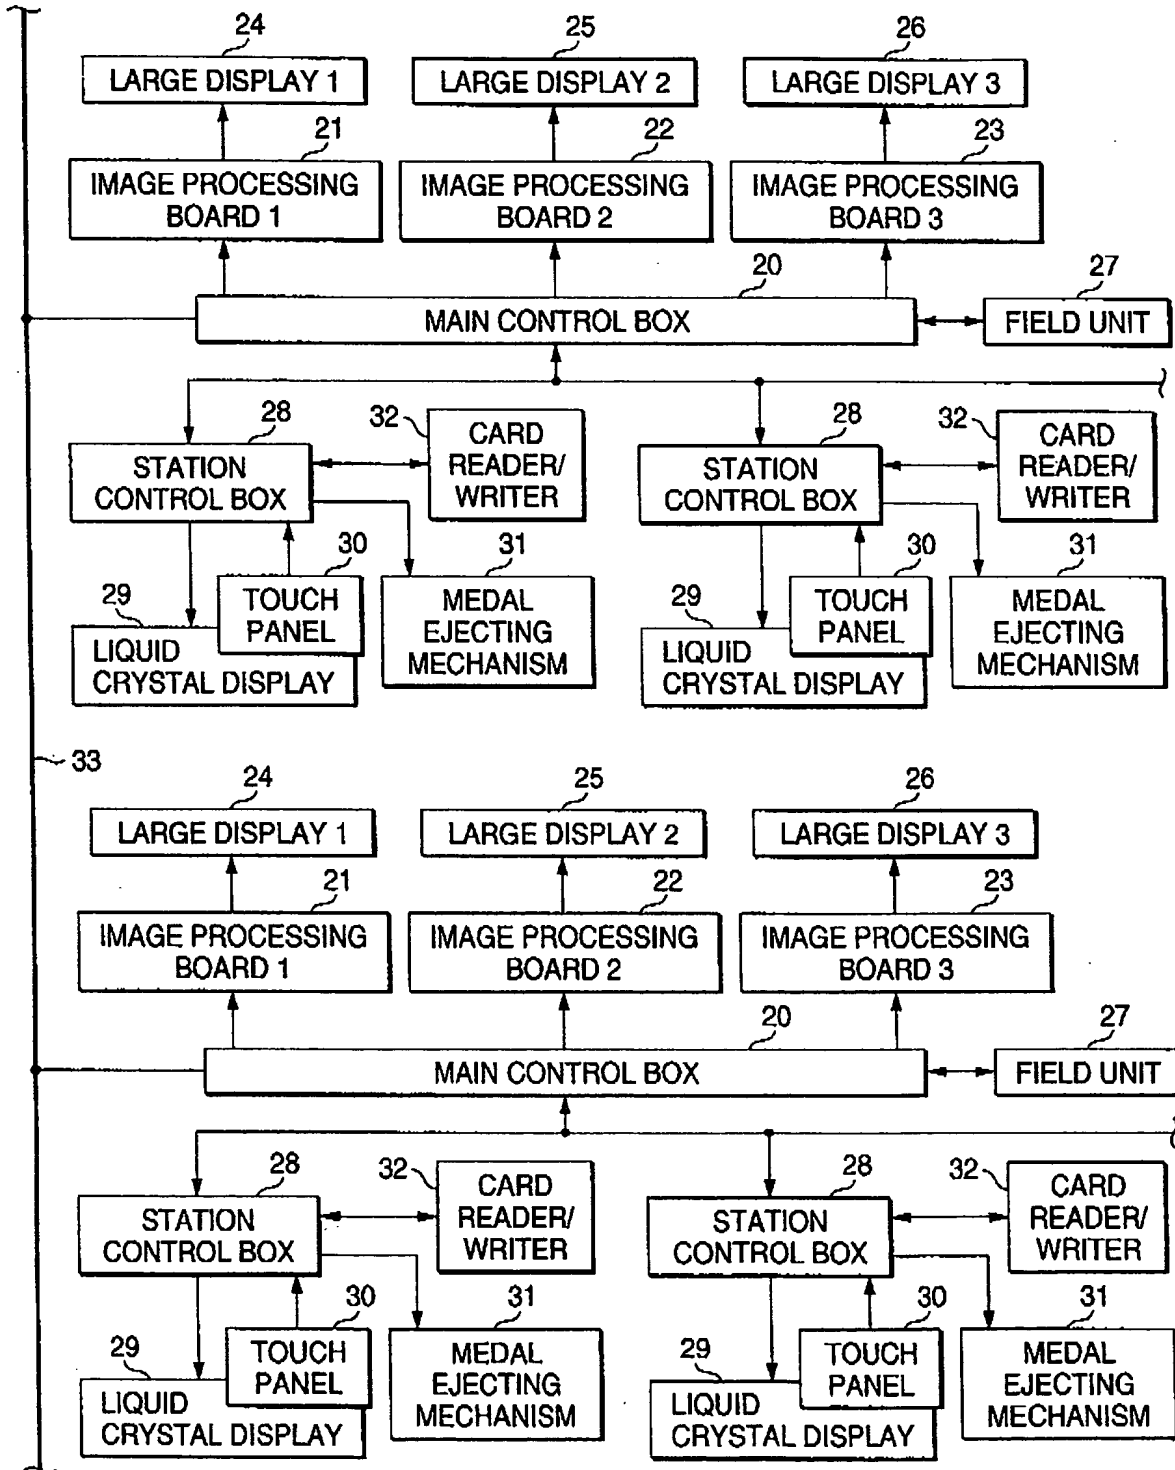 24
25
26
LARGE DISPLAY 1
LARGE DISPLAY 2
LARGE DISPLAY 3
21
22
23
IMAGE PROCESSING
BOARD 1
IMAGE PROCESSING
BOARD 2
IMAGE PROCESSING
BOARD 3
20
27
MAIN CONTROL BOX
FIELD UNIT
28
32
CARD
READER/
WRITER
STATION
CONTROL BOX
30
31
29
TOUCH
PANEL
MEDAL
EJECTING
MECHANISM
LIQUID
CRYSTAL DISPLAY
28
32
CARD
READER/
WRITER
STATION
CONTROL BOX
30
31
29
TOUCH
PANEL
MEDAL
EJECTING
MECHANISM
LIQUID
CRYSTAL DISPLAY
33
24
25
26
LARGE DISPLAY 1
LARGE DISPLAY 2
LARGE DISPLAY 3
21
22
23
IMAGE PROCESSING
BOARD 1
IMAGE PROCESSING
BOARD 2
IMAGE PROCESSING
BOARD 3
20
27
MAIN CONTROL BOX
FIELD UNIT
28
32
CARD
READER/
WRITER
STATION
CONTROL BOX
30
31
29
TOUCH
PANEL
MEDAL
EJECTING
MECHANISM
LIQUID
CRYSTAL DISPLAY
28
32
CARD
READER/
WRITER
STATION
CONTROL BOX
30
31
29
TOUCH
PANEL
MEDAL
EJECTING
MECHANISM
LIQUID
CRYSTAL DISPLAY